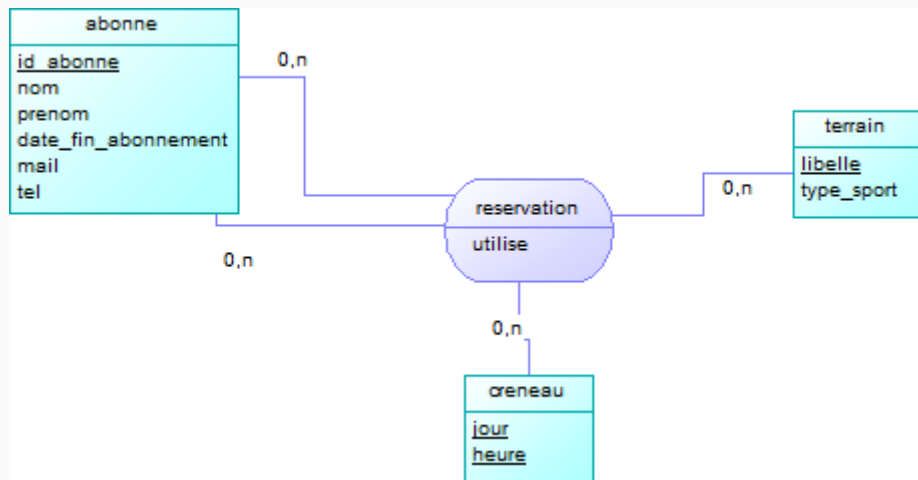 abonne
id_abonne
nom
prenom
date_fin_abonnement
mail
tel
0,n
0,n
reservation
utilise
0,n
terrain
libelle
type_sport
0,n
creneau
jour
heure